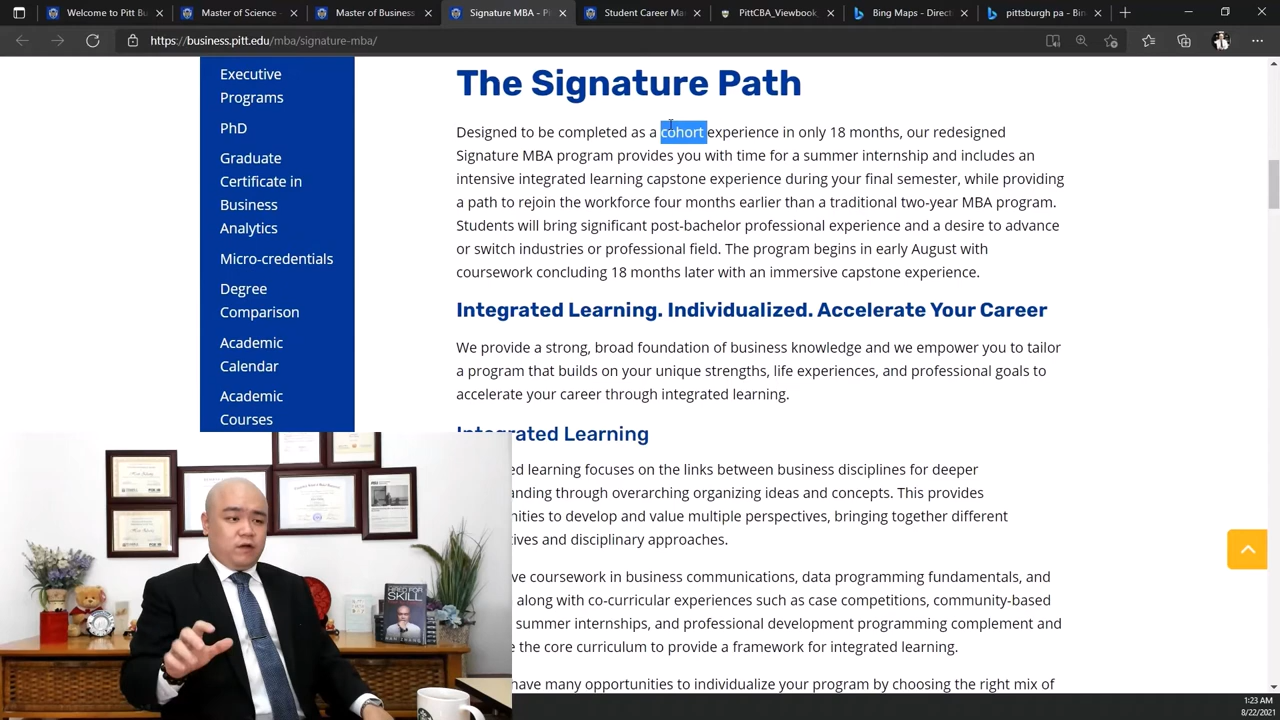 Welcome to Pitt Bu
Master of Science -
Master of Business
Signature MBA - P
Student Career Ma
PittCBA_Viewbook_
Bing Maps - Directi
pittsburgh pa - Bin
https://business.pitt.edu/mba/signature-mba/
Executive
Programs
PhD
Graduate
Certificate in
Business
Analytics
Micro-credentials
Degree
Comparison
Academic
Calendar
Academic
Courses
The Signature Path
Designed to be completed as a cohort experience in only 18 months, our redesigned
Signature MBA program provides you with time for a summer internship and includes an
intensive integrated learning capstone experience during your final semester, while providing
a path to rejoin the workforce four months earlier than a traditional two-year MBA program.
Students will bring significant post-bachelor professional experience and a desire to advance
or switch industries or professional field. The program begins in early August with
coursework concluding 18 months later with an immersive capstone experience.
Integrated Learning. Individualized. Accelerate Your Career
We provide a strong, broad foundation of business knowledge and we empower you to tailor
a program that builds on your unique strengths, life experiences, and professional goals to
accelerate your career through integrated learning.
Integrated Learning
ed learning focuses on the links between business disciplines for deeper
anding through overarching organizing ideas and concepts. This provides
nities to develop and value multiple perspectives, bringing together different
tives and disciplinary approaches.
ve coursework in business communications, data programming fundamentals, and
along with co-curricular experiences such as case competitions, community-based
summer internships, and professional development programming complement and
e the core curriculum to provide a framework for integrated learning.
have many opportunities to individualize your program by choosing the right mix of
HIRED FOR
SKILL
1:23 AM
8/22/2021